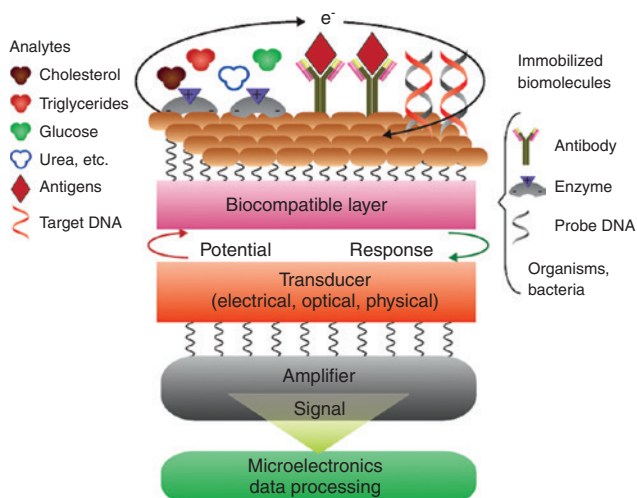 e-
Analytes
Cholesterol
Triglycerides
Glucose
Urea, etc.
Antigens
Target DNA
Immobilized
biomolecules
Antibody
Enzyme
Probe DNA
Organisms,
bacteria
+
+
Biocompatible layer
Potential
Response
Transducer
(electrical, optical, physical)
Amplifier
Signal
Microelectronics
data processing